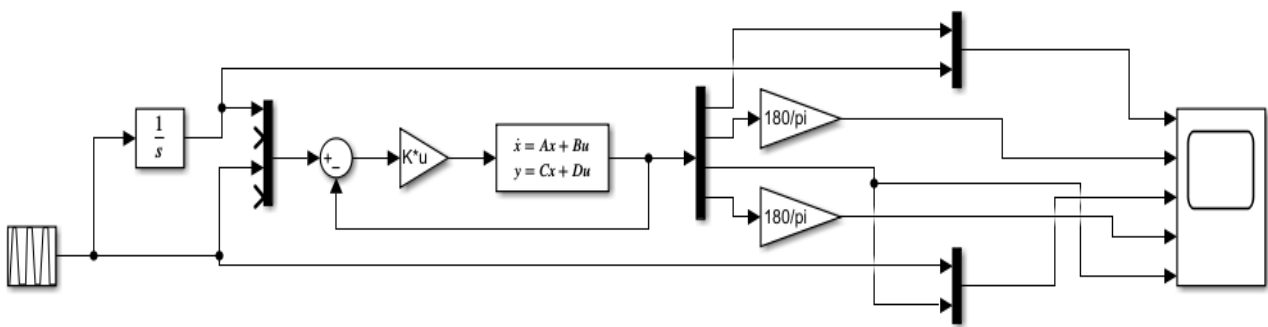 1
s
+
−
K*u
ẋ = Ax + Bu
y = Cx + Du
180/pi
180/pi